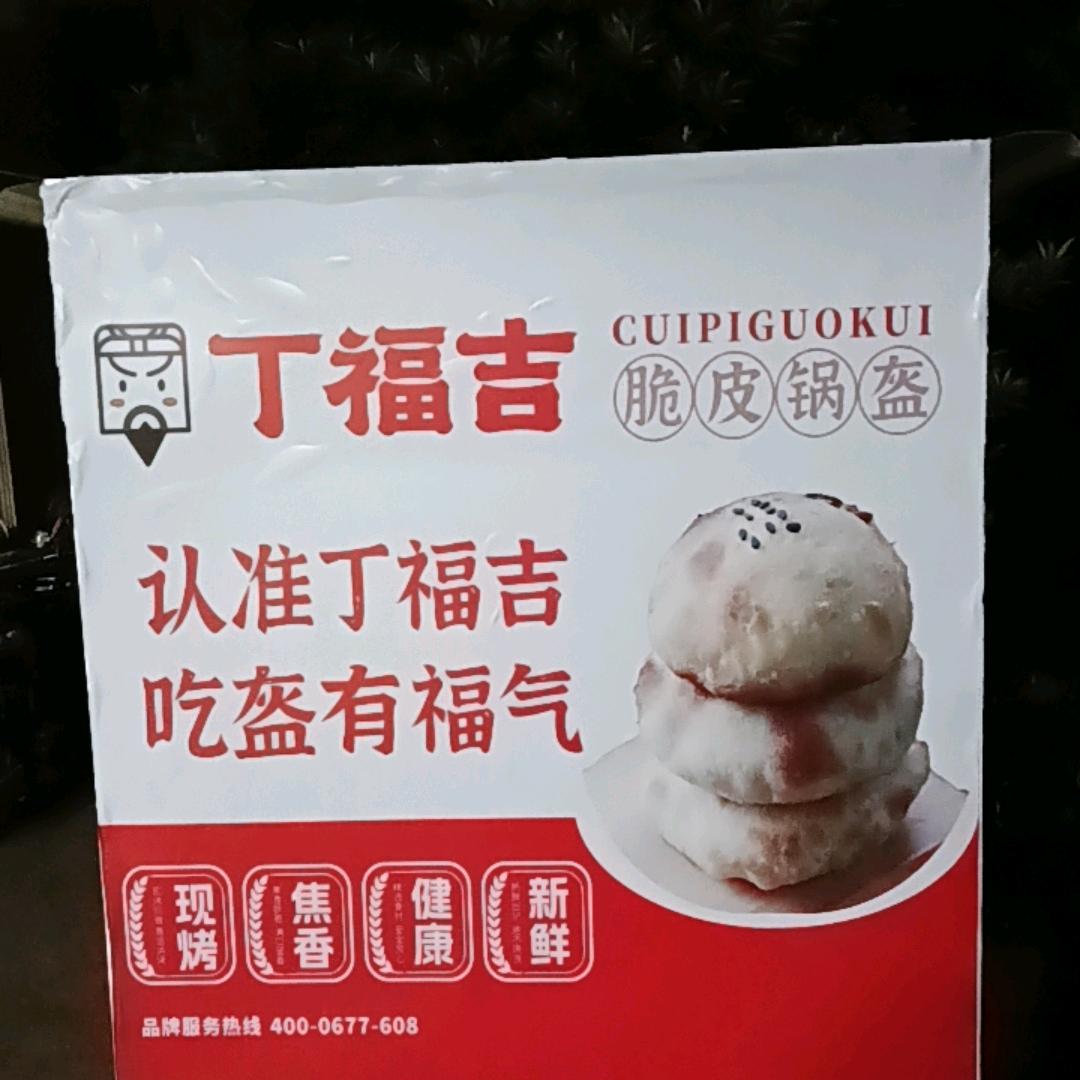 丁福吉
CUIPIGUOKUI
脆皮锅盔
认准丁福吉
吃盔有福气
现烤
焦香
健康
新鲜
品牌服务热线 400-0677-608